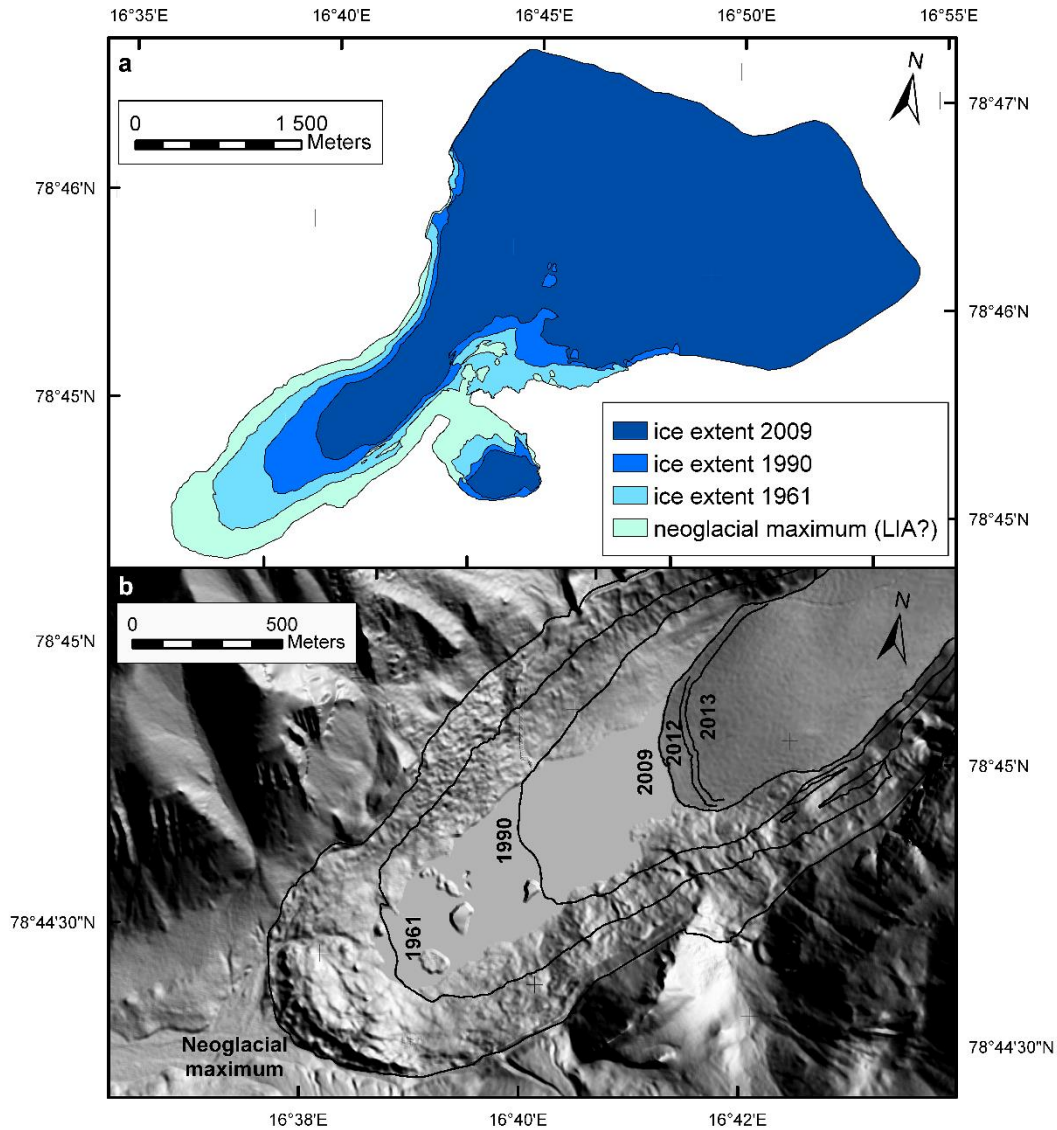 16°35'E 16°40'E 16°45'E 16°50'E 16°55'E
a
N
0 1 500
Meters
78°47'N
78°46'N
78°46'N
78°45'N
78°45'N
ice extent 2009
ice extent 1990
ice extent 1961
neoglacial maximum (LIA?)
b
N
0 500
Meters
78°45'N
78°45'N
2013
2012
2009
1990
1961
78°44'30"N
78°44'30"N
Neoglacial
maximum
16°38'E 16°40'E 16°42'E